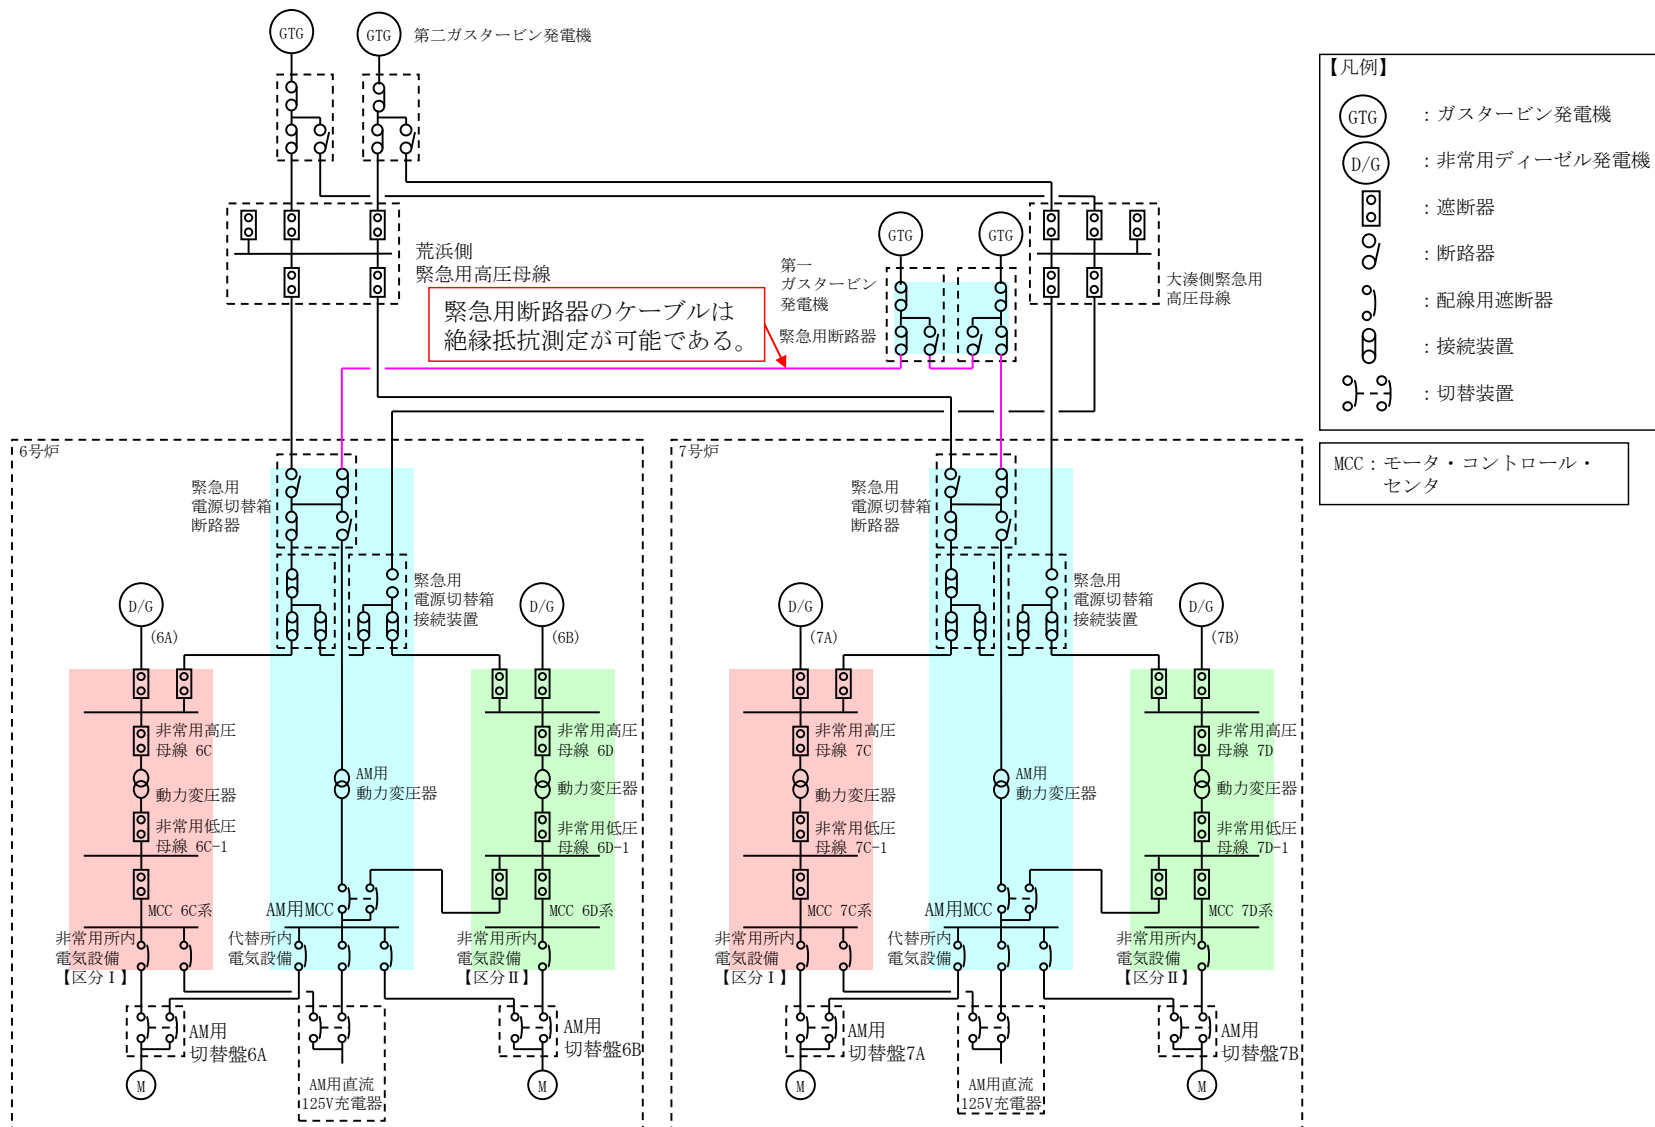 GTG
GTG
第二ガスタービン発電機
荒浜側
緊急用高圧母線
緊急用断路器のケーブルは
絶縁抵抗測定が可能である。
第一
ガスタービン
発電機
緊急用断路器
GTG
GTG
大湊側緊急用
高圧母線
【凡例】
GTG
：ガスタービン発電機
D/G
：非常用ディーゼル発電機
：遮断器
：断路器
：配線用遮断器
：接続装置
：切替装置
MCC：モータ・コントロール・
センタ
6号炉
緊急用
電源切替箱
断路器
緊急用
電源切替箱
接続装置
D/G
(6A)
D/G
(6B)
非常用高圧
母線 6C
動力変圧器
非常用低圧
母線 6C-1
MCC 6C系
非常用所内
電気設備
【区分Ⅰ】
AM用
動力変圧器
AM用MCC
代替所内
電気設備
非常用高圧
母線 6D
動力変圧器
非常用低圧
母線 6D-1
MCC 6D系
非常用所内
電気設備
【区分Ⅱ】
AM用
切替盤6A
M
AM用直流
125V充電器
AM用
切替盤6B
M
7号炉
緊急用
電源切替箱
断路器
緊急用
電源切替箱
接続装置
D/G
(7A)
D/G
(7B)
非常用高圧
母線 7C
動力変圧器
非常用低圧
母線 7C-1
MCC 7C系
非常用所内
電気設備
【区分Ⅰ】
AM用
動力変圧器
AM用MCC
代替所内
電気設備
非常用高圧
母線 7D
動力変圧器
非常用低圧
母線 7D-1
MCC 7D系
非常用所内
電気設備
【区分Ⅱ】
AM用
切替盤7A
M
AM用直流
125V充電器
AM用
切替盤7B
M